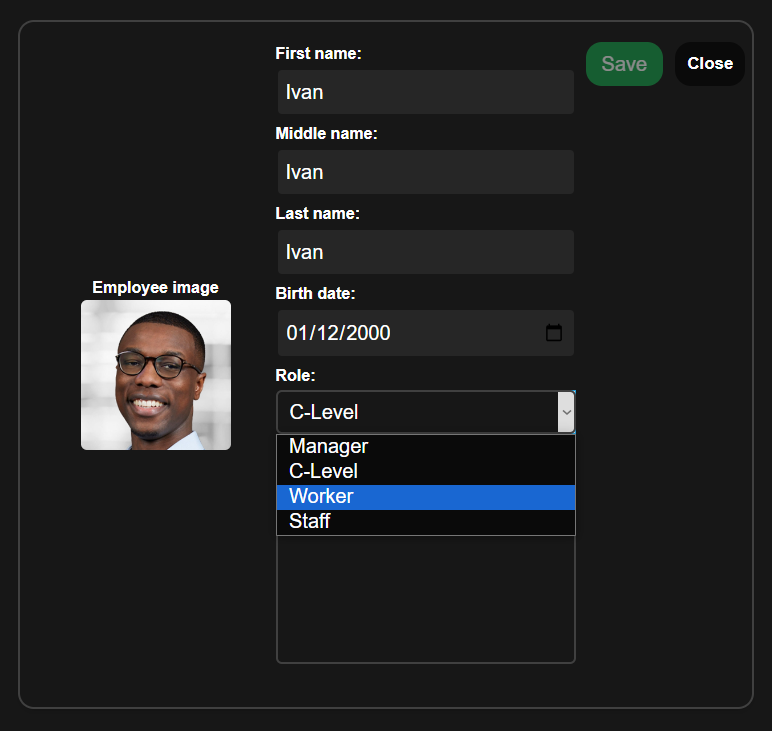 First name:
Ivan
Save
Close
Middle name:
Ivan
Last name:
Ivan
Employee image
Birth date:
01/12/2000
Role:
C-Level
Manager
C-Level
Worker
Staff